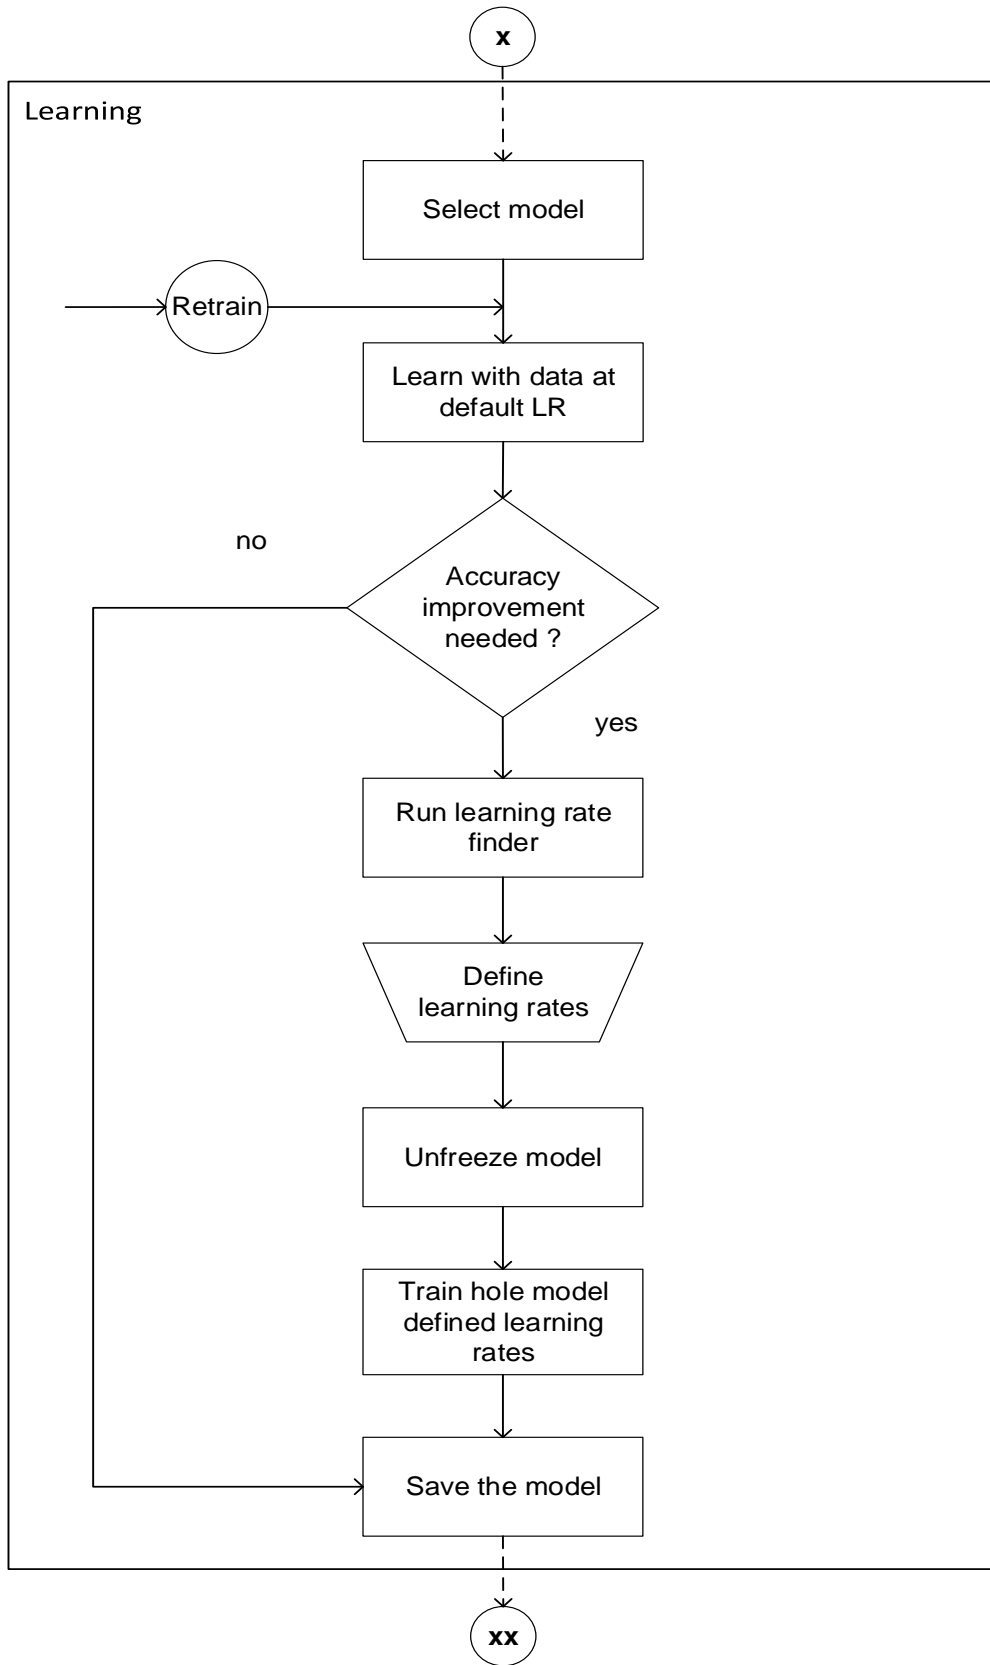 x
Learning
Select model
Retrain
Learn with data at
default LR
no
Accuracy
improvement
needed ?
yes
Run learning rate
finder
Define
learning rates
Unfreeze model
Train hole model
defined learning
rates
Save the model
xx